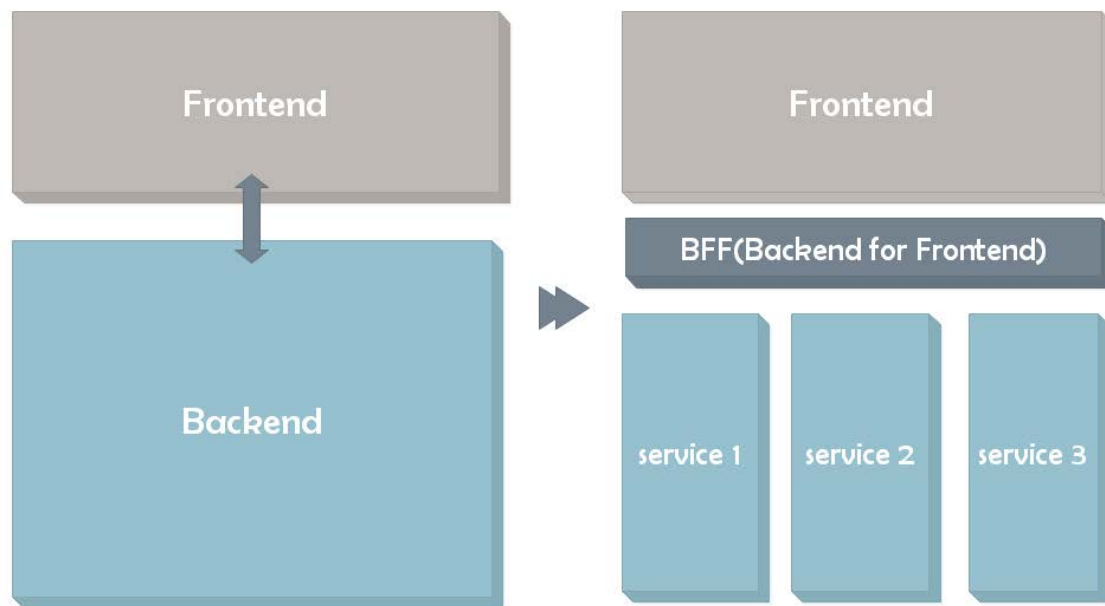 Frontend
Backend
Frontend
BFF(Backend for Frontend)
service 1
service 2
service 3